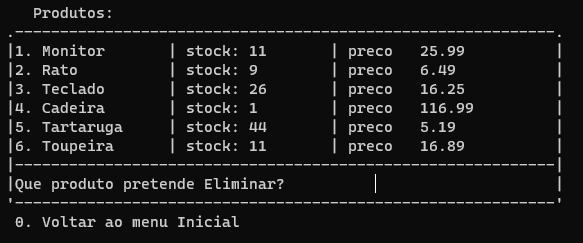 Produtos:
1. Monitor | stock: 11 | preco 25.99
2. Rato | stock: 9 | preco 6.49
3. Teclado | stock: 26 | preco 16.25
4. Cadeira | stock: 1 | preco 116.99
5. Tartaruga | stock: 44 | preco 5.19
6. Toupeira | stock: 11 | preco 16.89
Que produto pretende Eliminar?
0. Voltar ao menu Inicial